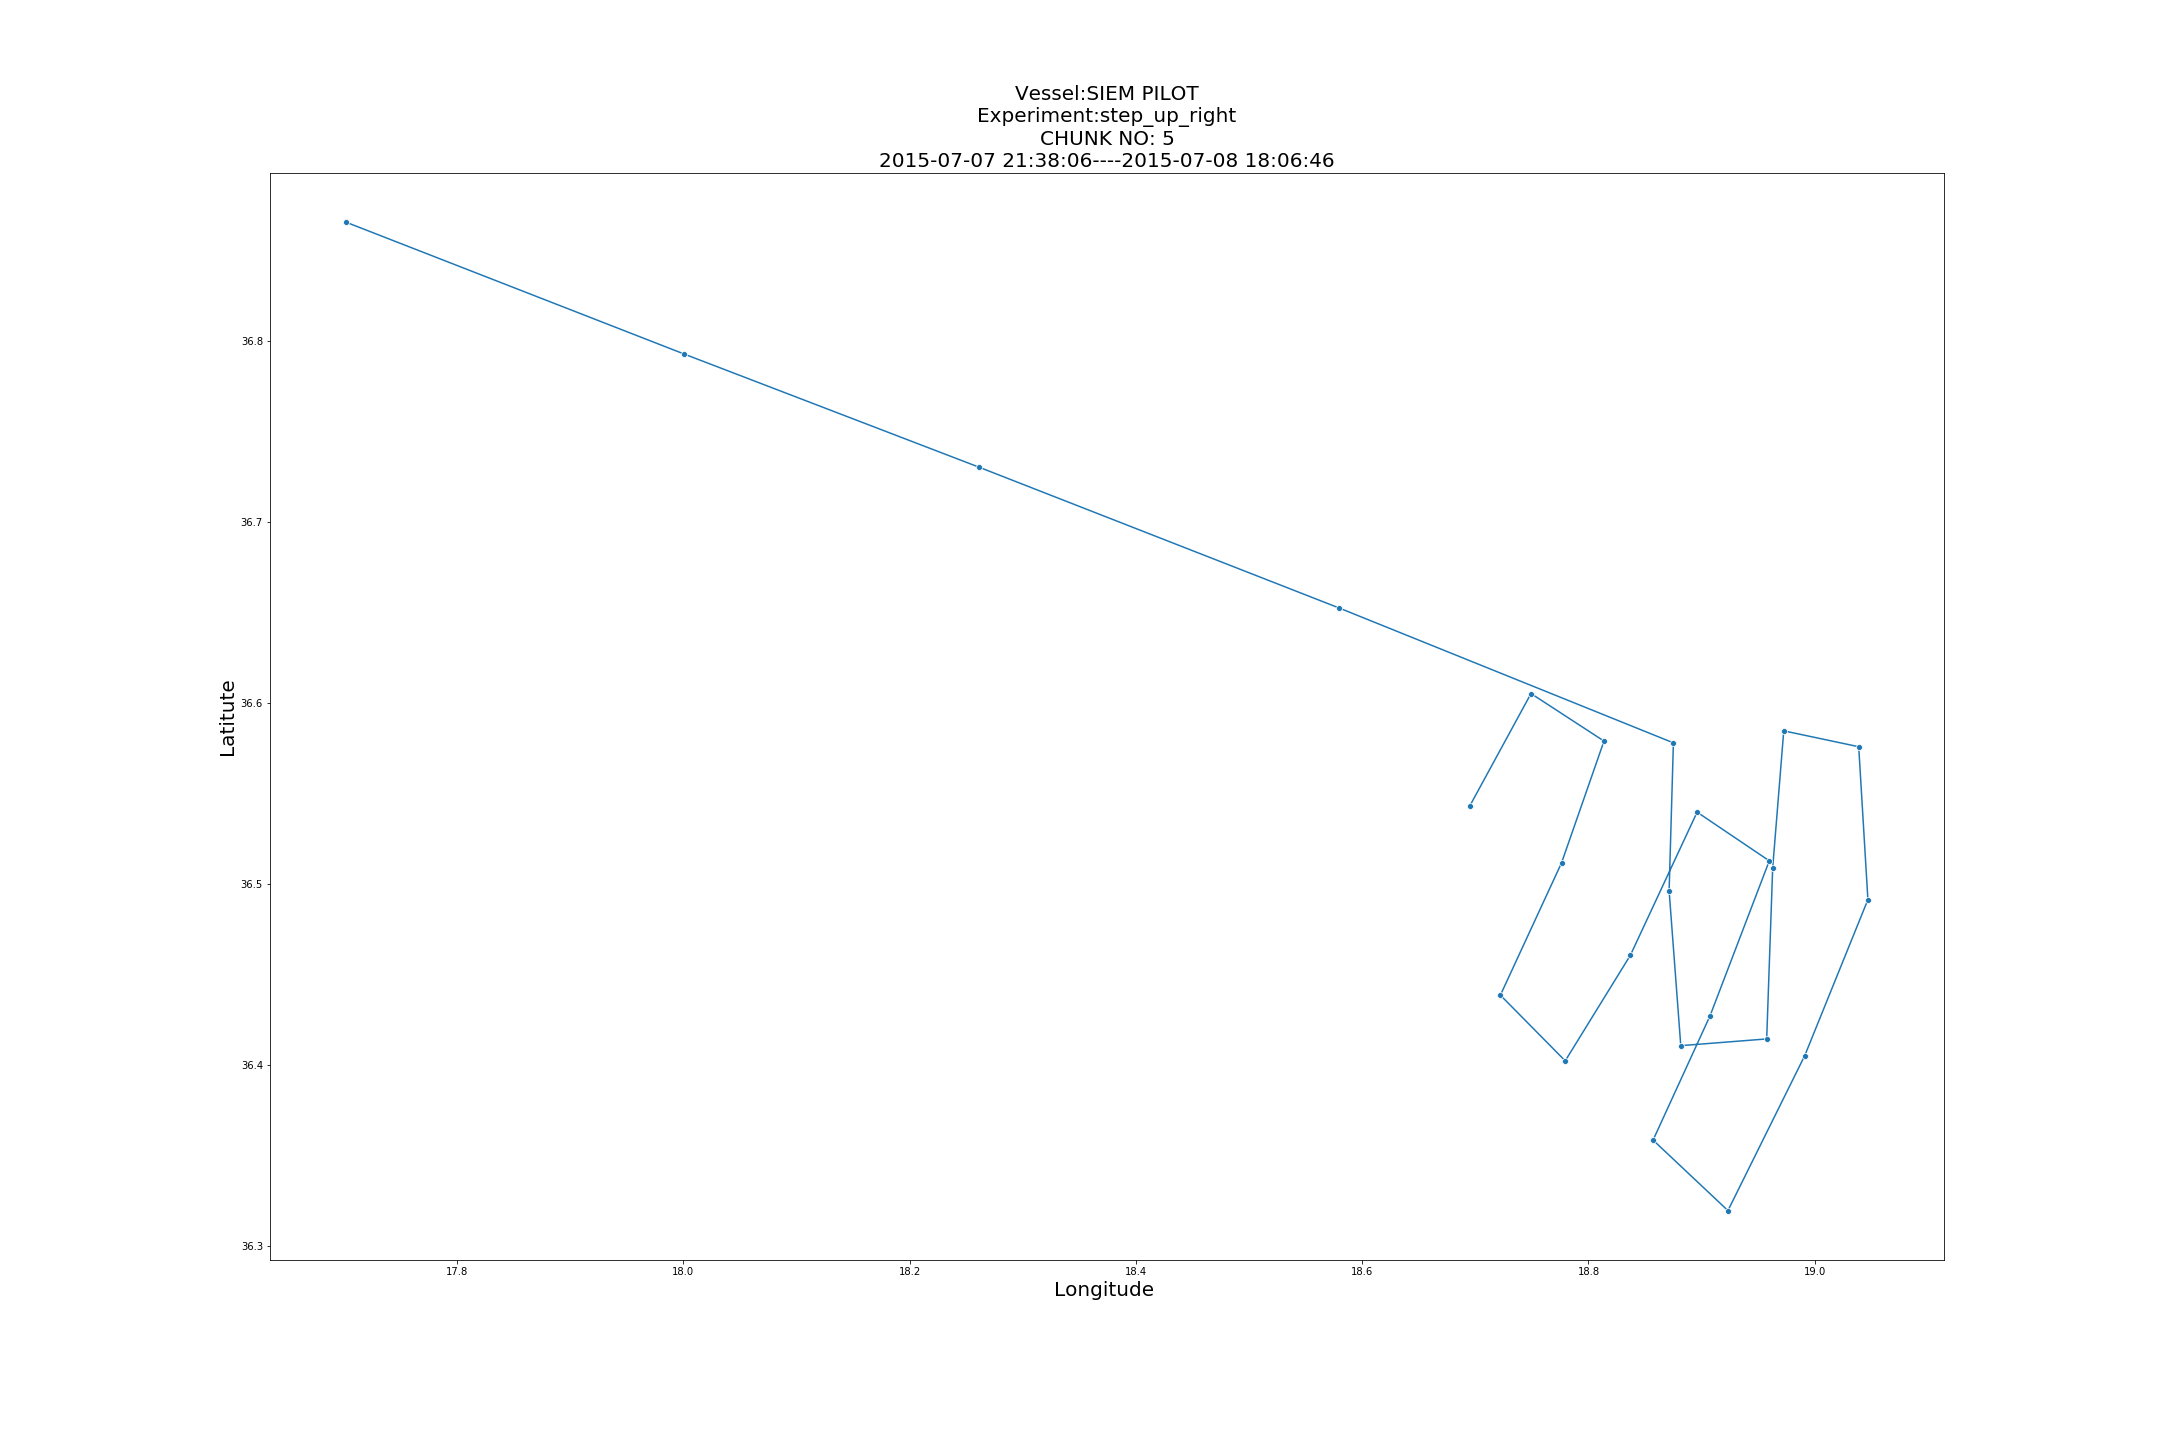 Vessel:SIEM PILOT
Experiment:step_up_right
CHUNK NO: 5
2015-07-07 21:38:06----2015-07-08 18:06:46
36.8
36.7
36.6
36.5
36.4
36.3
Latitute
17.8 18.0 18.2 18.4 18.6 18.8 19.0
Longitude